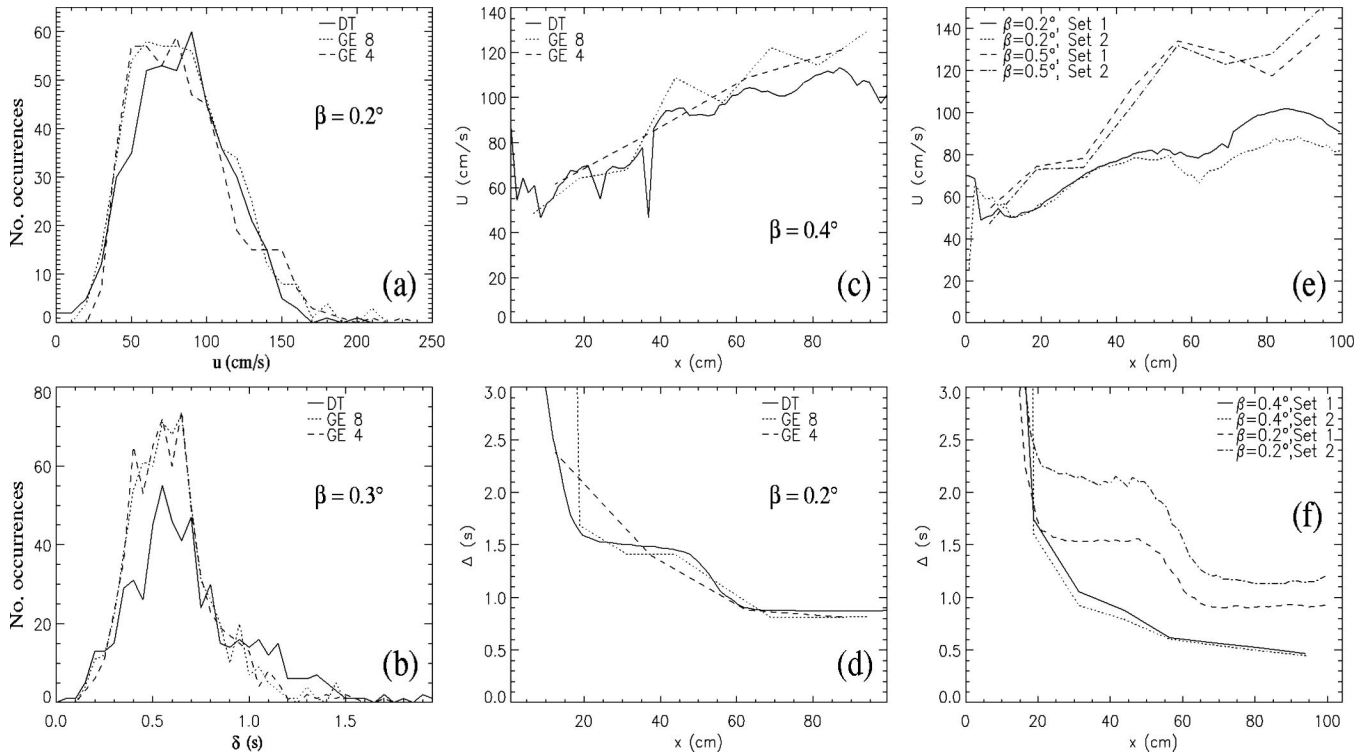 No. occurrences
60
50
40
30
20
10
0
DT
GE 8
GE 4
β = 0.2°
(a)
0 50 100 150 200 250
u (cm/s)
U (cm/s)
140
120
100
80
60
40
20
0
DT
GE 8
GE 4
β = 0.4°
(c)
0 20 40 60 80
x (cm)
U (cm/s)
140
120
100
80
60
40
20
0
β=0.2°, Set 1
β=0.2°, Set 2
β=0.5°, Set 1
β=0.5°, Set 2
(e)
0 20 40 60 80 100
x (cm)
No. occurrences
80
70
60
50
40
30
20
10
0
DT
GE 8
GE 4
β = 0.3°
(b)
0.0 0.5 1.0 1.5
δ (s)
Δ (s)
3.0
2.5
2.0
1.5
1.0
0.5
0.0
DT
GE 8
GE 4
β = 0.2°
(d)
0 20 40 60 80
x (cm)
Δ (s)
3.0
2.5
2.0
1.5
1.0
0.5
0.0
β=0.4°,Set 1
β=0.4°,Set 2
β=0.2°,Set 1
β=0.2°,Set 2
(f)
0 20 40 60 80 100
x (cm)